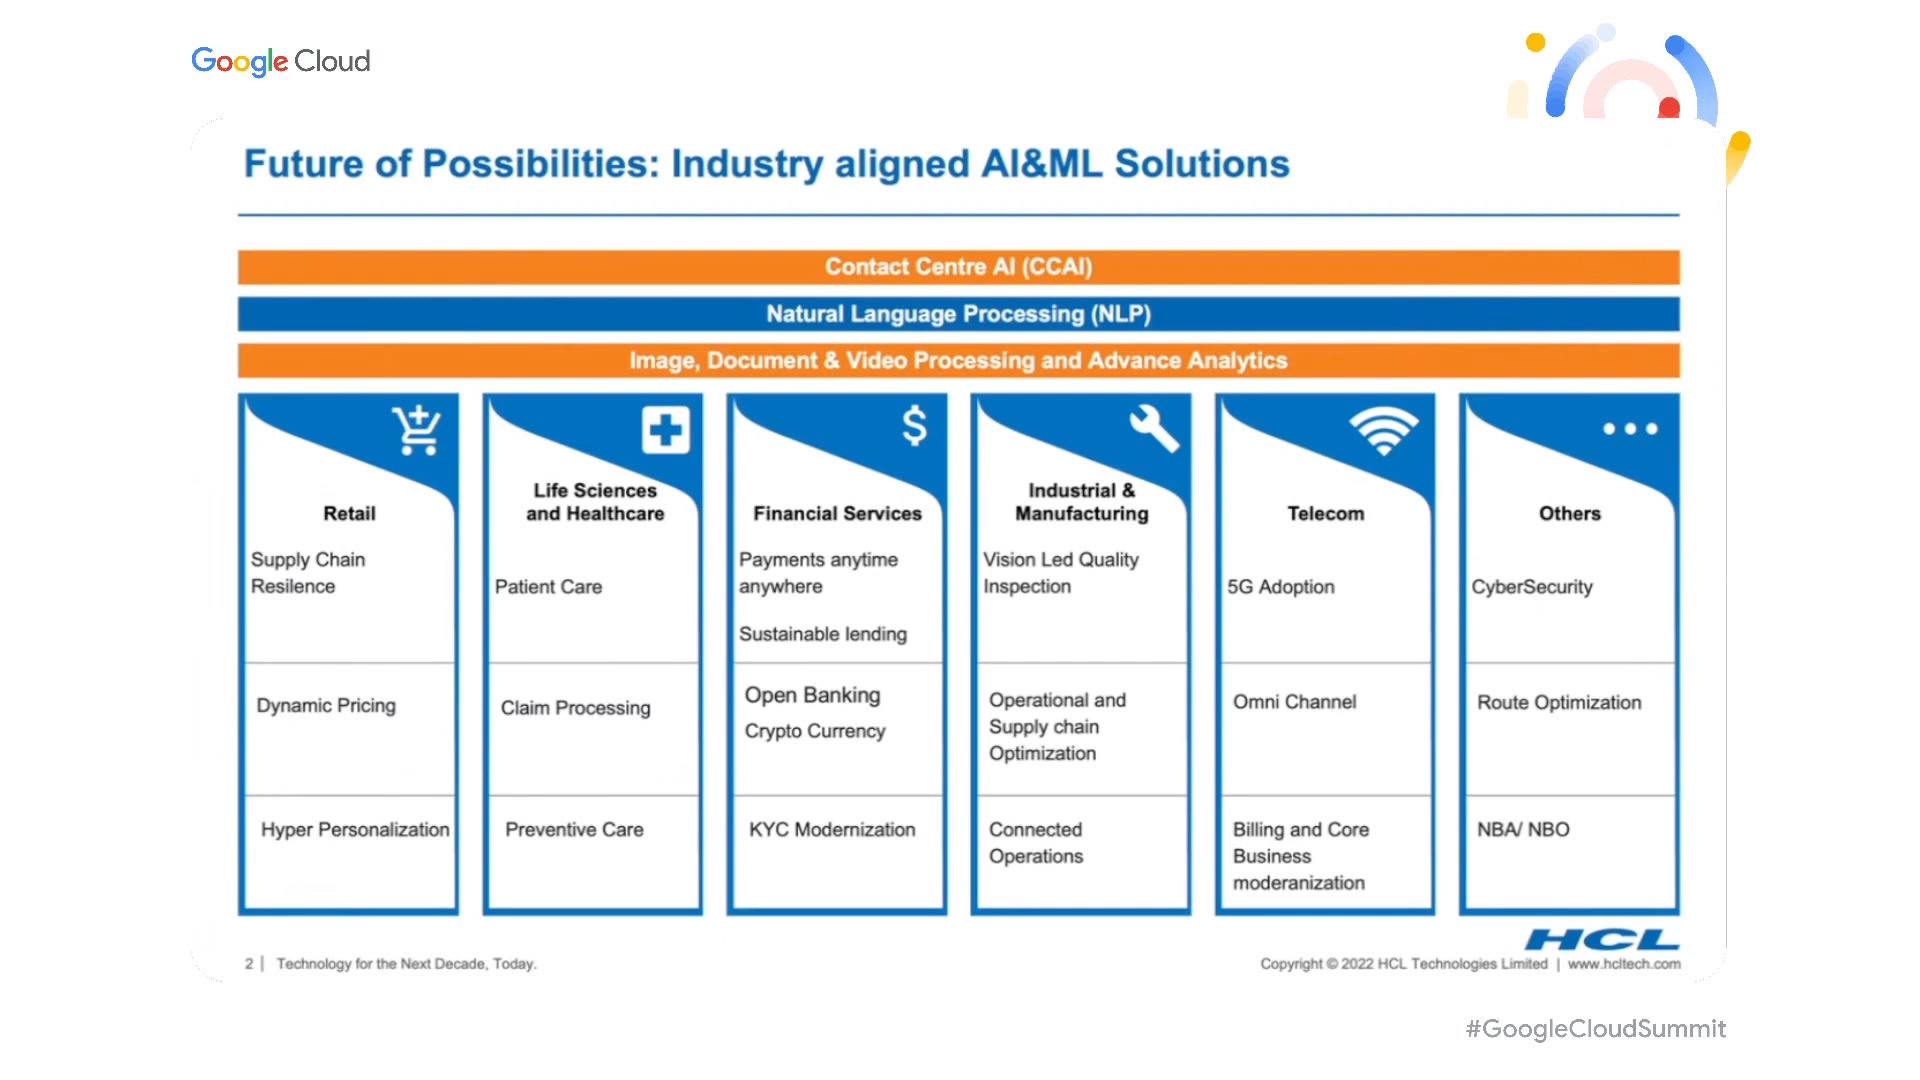 Google Cloud
Future of Possibilities: Industry aligned AI&ML Solutions
Contact Centre AI (CCAI)
Natural Language Processing (NLP)
Image, Document & Video Processing and Advance Analytics
Retail
Supply Chain
Resilence
Dynamic Pricing
Hyper Personalization
Life Sciences
and Healthcare
Patient Care
Claim Processing
Preventive Care
$
Financial Services
Payments anytime
anywhere
Sustainable lending
Open Banking
Crypto Currency
KYC Modernization
Industrial &
Manufacturing
Vision Led Quality
Inspection
Operational and
Supply chain
Optimization
Connected
Operations
Telecom
5G Adoption
Omni Channel
Billing and Core
Business
moderanization
Others
CyberSecurity
Route Optimization
NBA/ NBO
HCL
2 | Technology for the Next Decade, Today.
Copyright © 2022 HCL Technologies Limited | www.hcltech.com
#GoogleCloudSummit